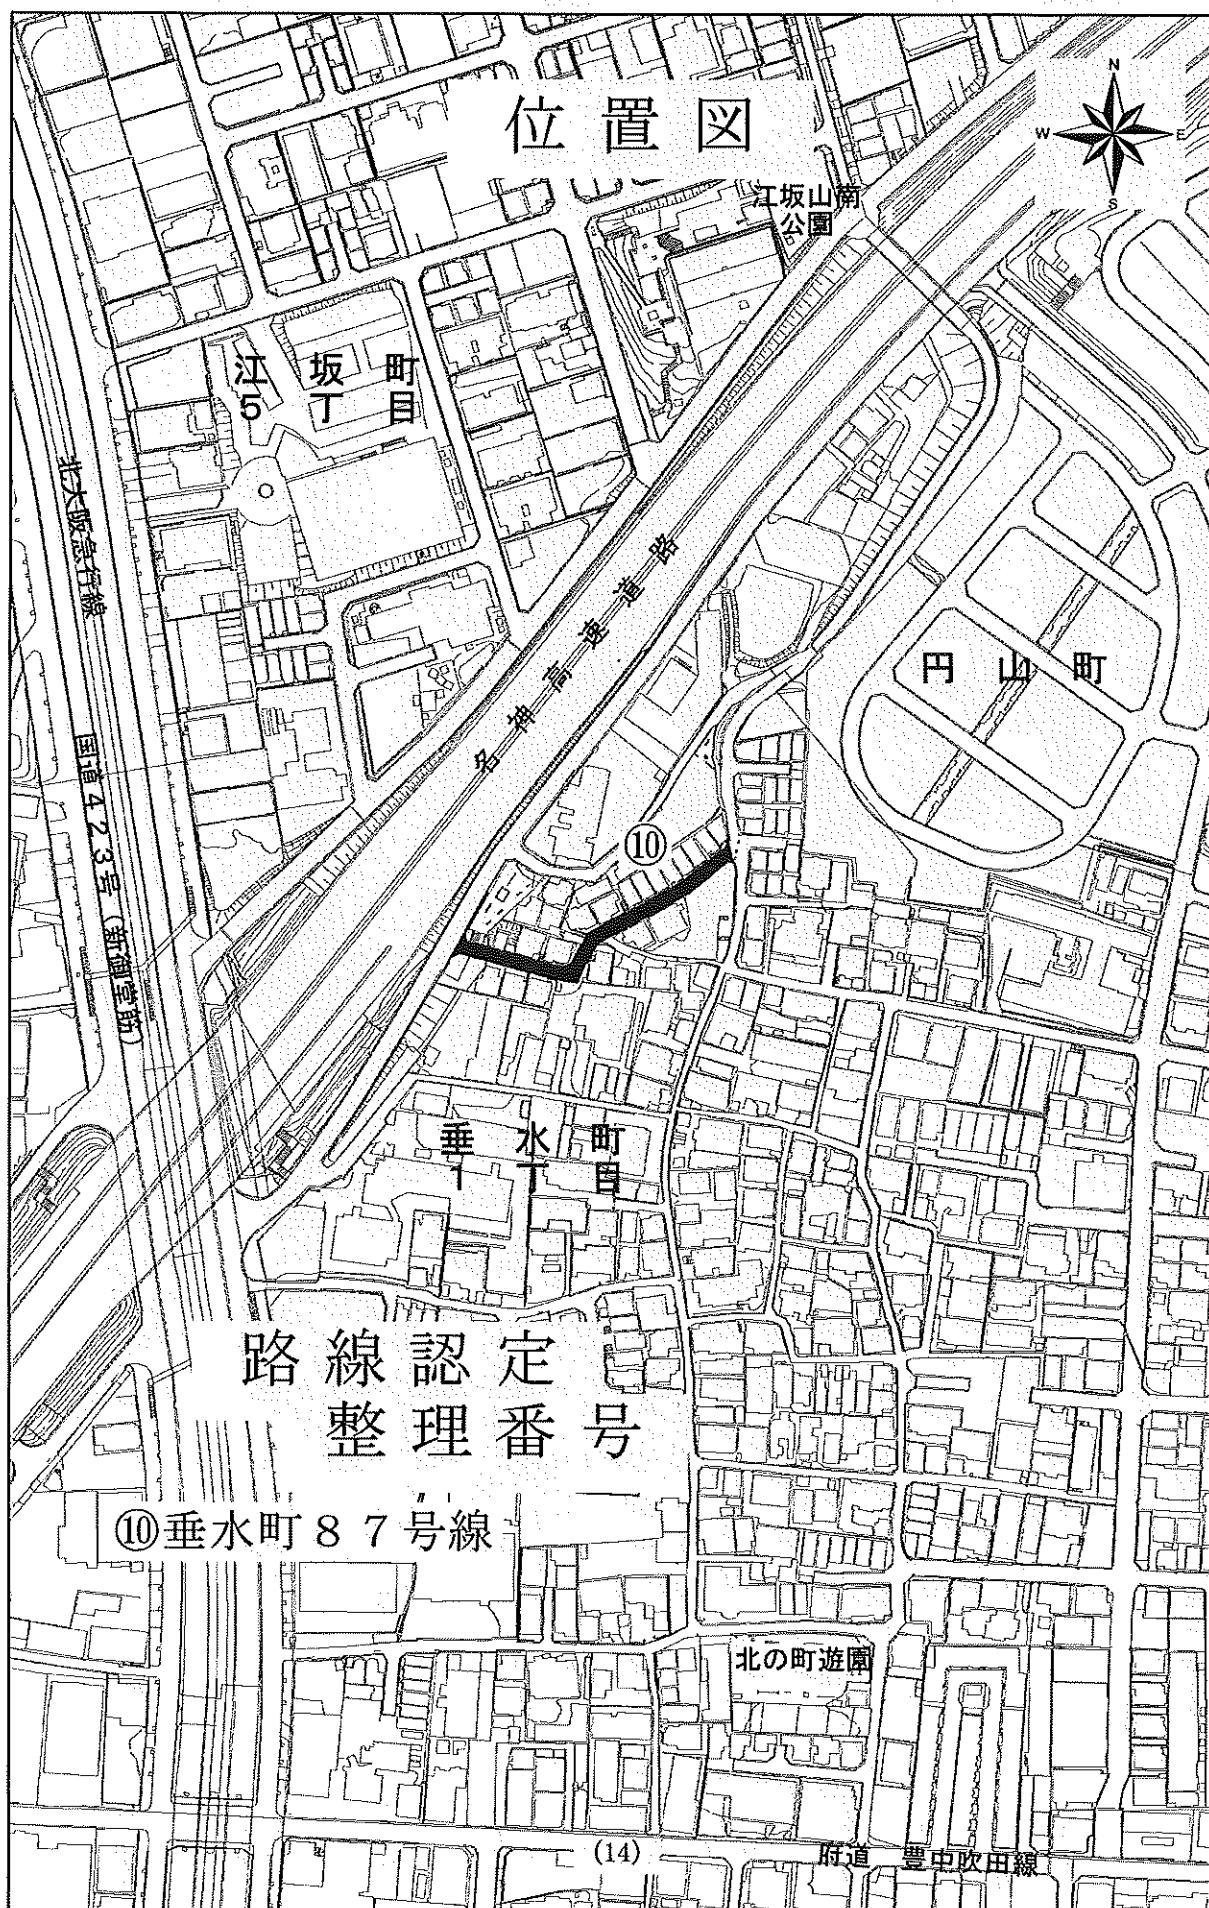 位置図
N
W
E
S
江坂山南
公園
江坂町
5丁目
北大阪急行線
名神高速道路
円山町
国道423号(新御堂筋)
⑩
垂水町
1丁目
路線認定
整理番号
⑩垂水町87号線
北の町遊園
(14)
府道 豊中吹田線